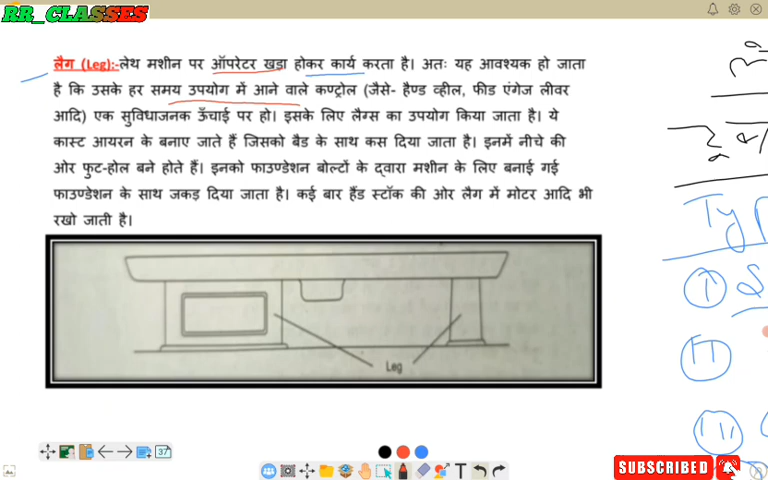 RR_CLASSES
लैग (Leg):-लेथ मशीन पर ऑपरेटर खड़ा होकर कार्य करता है। अतः यह आवश्यक हो जाता
है कि उसके हर समय उपयोग में आने वाले कण्ट्रोल (जैसे- हैण्ड व्हील, फीड एंगेज लीवर
आदि) एक सुविधाजनक ऊँचाई पर हो। इसके लिए लैग्स का उपयोग किया जाता है। ये
कास्ट आयरन के बनाए जाते हैं जिसको बैड के साथ कस दिया जाता है। इनमें नीचे की
ओर फुट-होल बने होते हैं। इनको फाउण्डेशन बोल्टों के द्वारा मशीन के लिए बनाई गई
फाउण्डेशन के साथ जकड़ दिया जाता है। कई बार हैंड स्टॉक की ओर लैग में मोटर आदि भी
रखो जाती है।
Leg
Typ
37
SUBSCRIBED